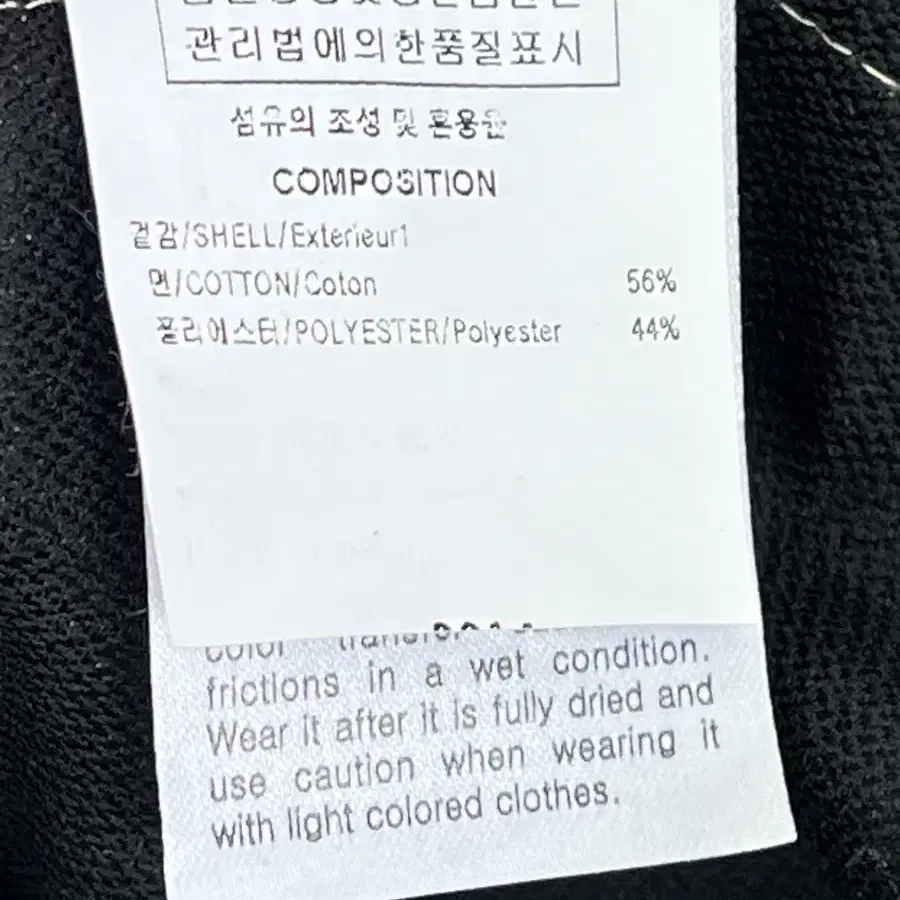 관리법에의한품질표시
섬유의 조성 및 혼용율
COMPOSITION
겉감/SHELL/Exterieur1
면/COTTON/Coton 56%
폴리에스터/POLYESTER/Polyester 44%
color
frictions in a wet condition.
Wear it after it is fully dried and
use caution when wearing it
with light colored clothes.